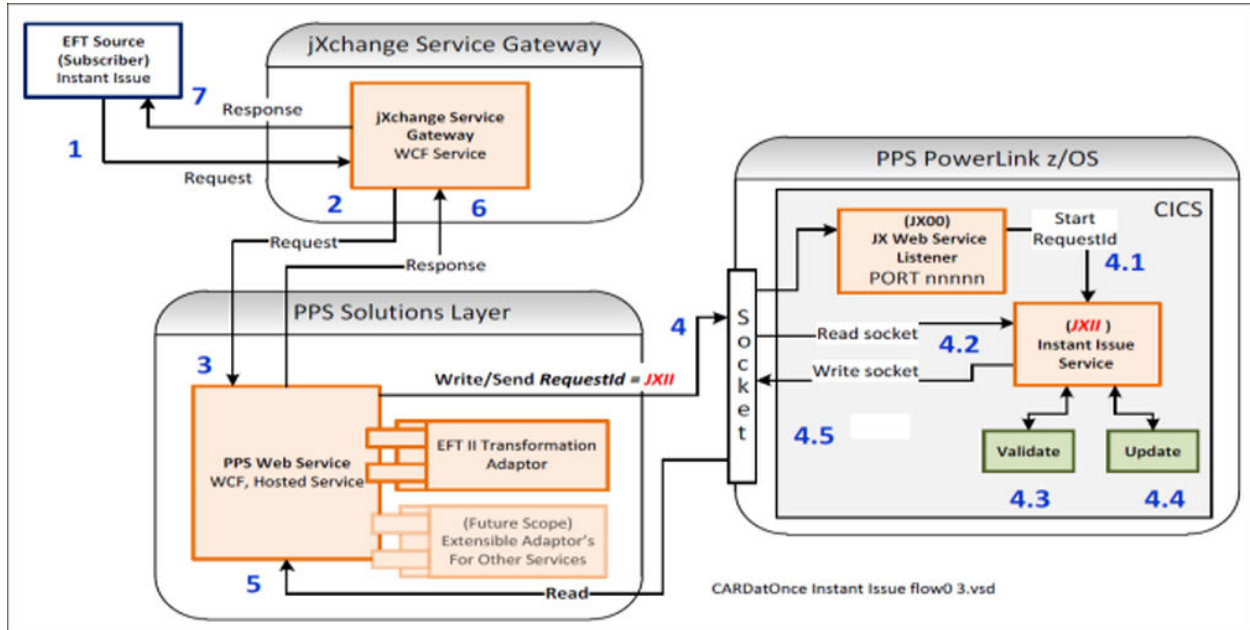 EFT Source
(Subscriber)
Instant Issue
jXchange Service Gateway
7
Response
jXchange Service
Gateway
WCF Service
1
Request
2
6
Request
Response
PPS PowerLink z/OS
CICS
(JX00)
JX Web Service
Listener
PORT nnnnn
Start
RequestId
4.1
PPS Solutions Layer
4
Socket
Read socket
4.2
(JXII )
Instant Issue
Service
Write socket
3
Write/Send RequestId = JXII
4.5
Validate
Update
4.3
4.4
PPS Web Service
WCF, Hosted Service
EFT II Transformation
Adaptor
(Future Scope)
Extensible Adaptor's
For Other Services
5
Read
CARDatOnce Instant Issue flow0 3.vsd